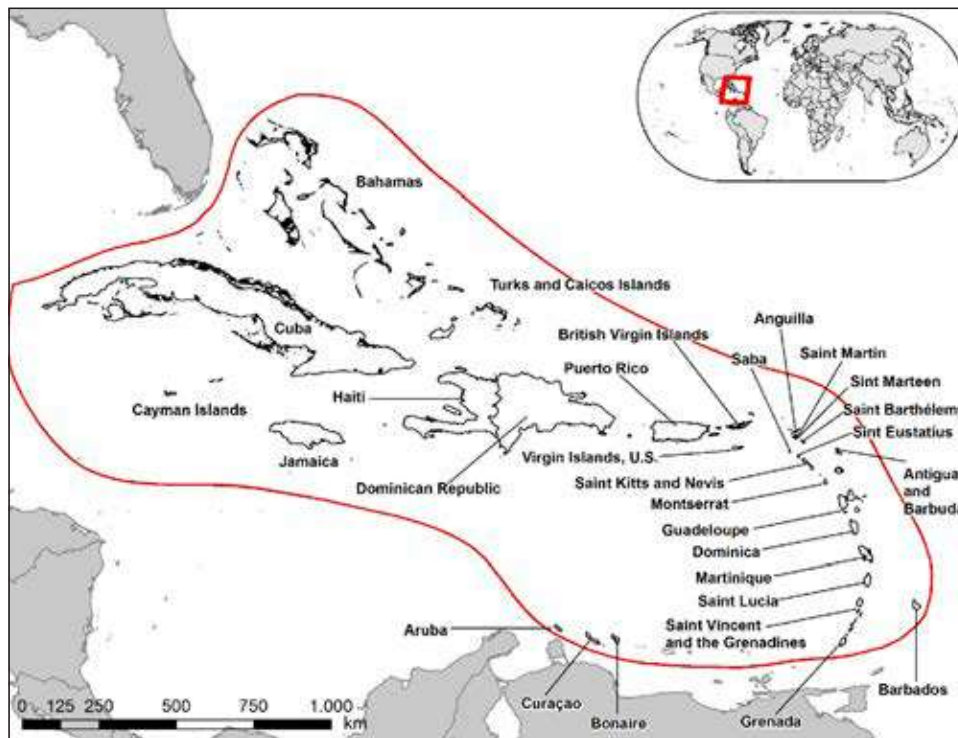 Bahamas
Turks and Caicos Islands
Cuba
British Virgin Islands
Anguilla
Saba
Saint Martin
Puerto Rico
Sint Marteen
Haiti
Saint Barthélemy
Cayman Islands
Sint Eustatius
Jamaica
Virgin Islands, U.S.
Dominican Republic
Saint Kitts and Nevis
Antigua
and
Barbuda
Montserrat
Guadeloupe
Dominica
Martinique
Saint Lucia
Aruba
Saint Vincent
and the Grenadines
Curaçao
Bonaire
Grenada
Barbados
0 125 250 500 750 1.000
km